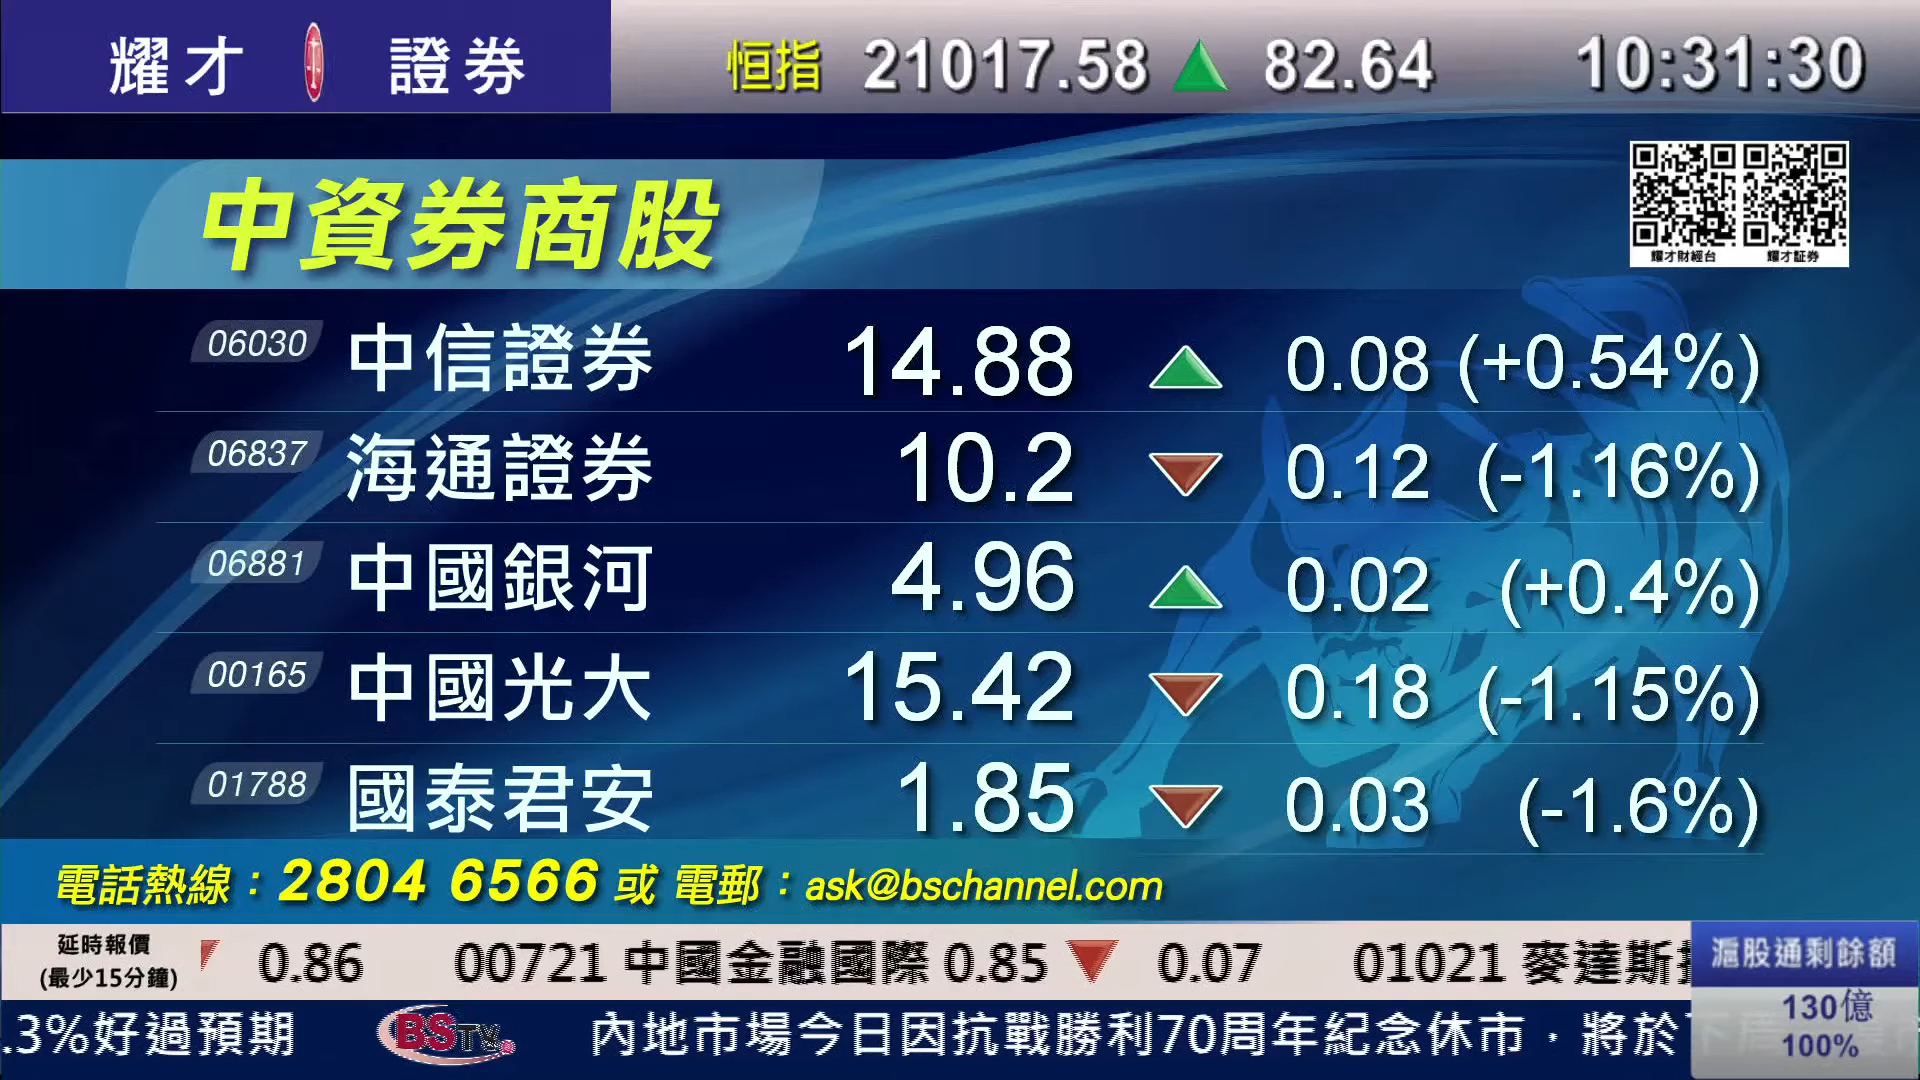 耀才 證券
恒指 21017.58 ▲ 82.64 10:31:30
中資券商股
耀才財經台 耀才証券
06030 中信證券 14.88 ▲ 0.08 (+0.54%)
06837 海通證券 10.2 ▼ 0.12 (-1.16%)
06881 中國銀河 4.96 ▲ 0.02 (+0.4%)
00165 中國光大 15.42 ▼ 0.18 (-1.15%)
01788 國泰君安 1.85 ▼ 0.03 (-1.6%)
電話熱線：2804 6566 或 電郵：ask@bschannel.com
延時報價
(最少15分鐘)
▼ 0.86 00721 中國金融國際 0.85 ▼ 0.07 01021 麥達斯
滬股通剩餘額
130億
100%
.3%好過預期 BSTV 內地市場今日因抗戰勝利70周年紀念休市，將於